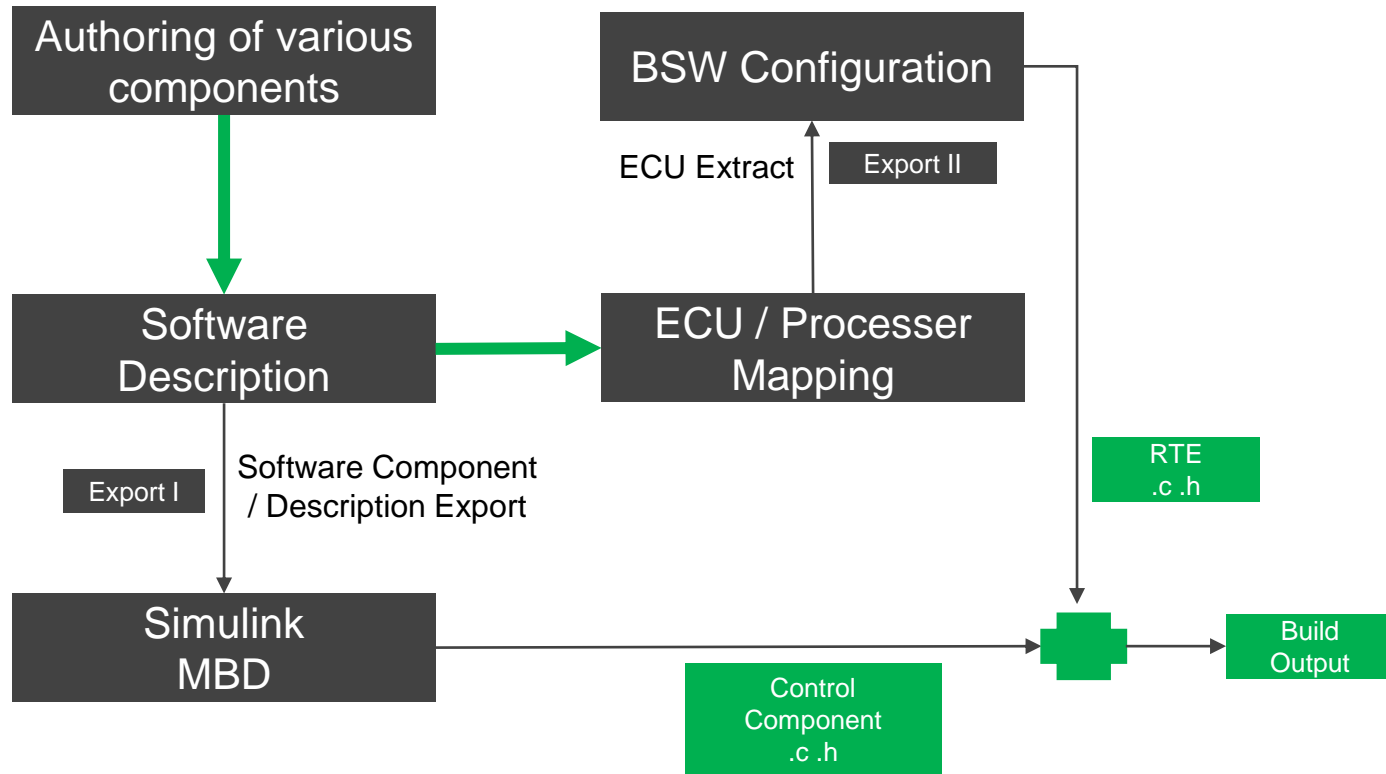 Authoring of various
components
BSW Configuration
ECU Extract
Export II
Software
Description
ECU / Processer
Mapping
Export I
Software Component
/ Description Export
RTE
.c .h
Simulink
MBD
Build
Output
Control
Component
.c .h